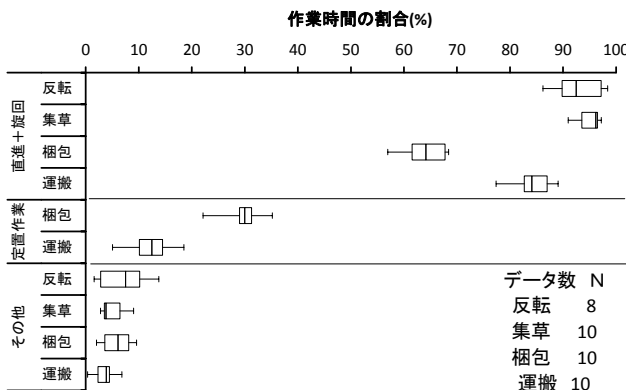 作業時間の割合(%)
0 10 20 30 40 50 60 70 80 90 100
直進＋旋回
反転
集草
梱包
運搬
定置作業
梱包
運搬
その他
反転
集草
梱包
運搬
データ数 N
反転 8
集草 10
梱包 10
運搬 10